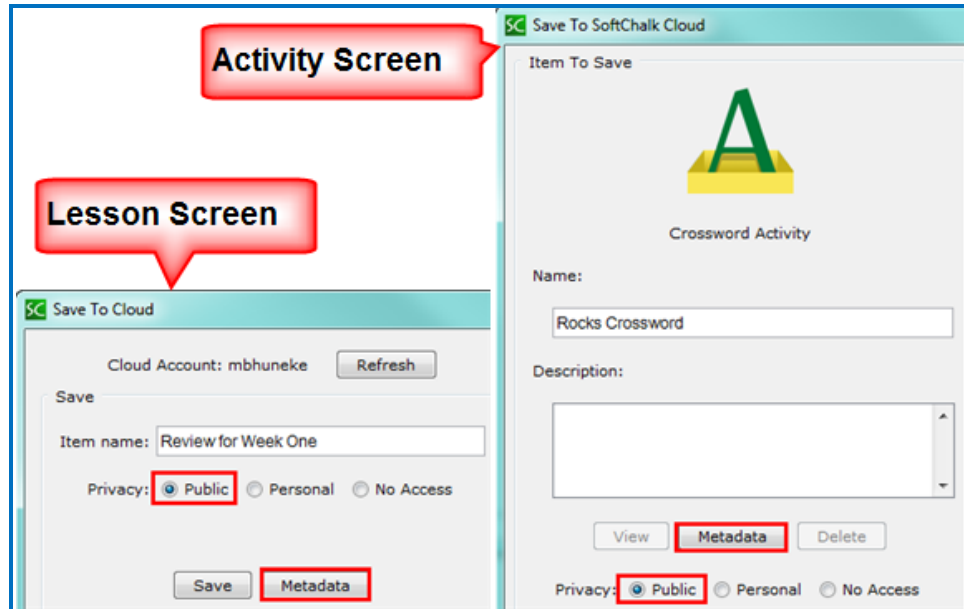 Activity Screen
Lesson Screen
SC Save To Cloud
Cloud Account: mbhuneke Refresh
Save
Item name: Review for Week One
Privacy: Public Personal No Access
Save Metadata
SC Save To SoftChalk Cloud
Item To Save
A
Crossword Activity
Name:
Rocks Crossword
Description:
View Metadata Delete
Privacy: Public Personal No Access